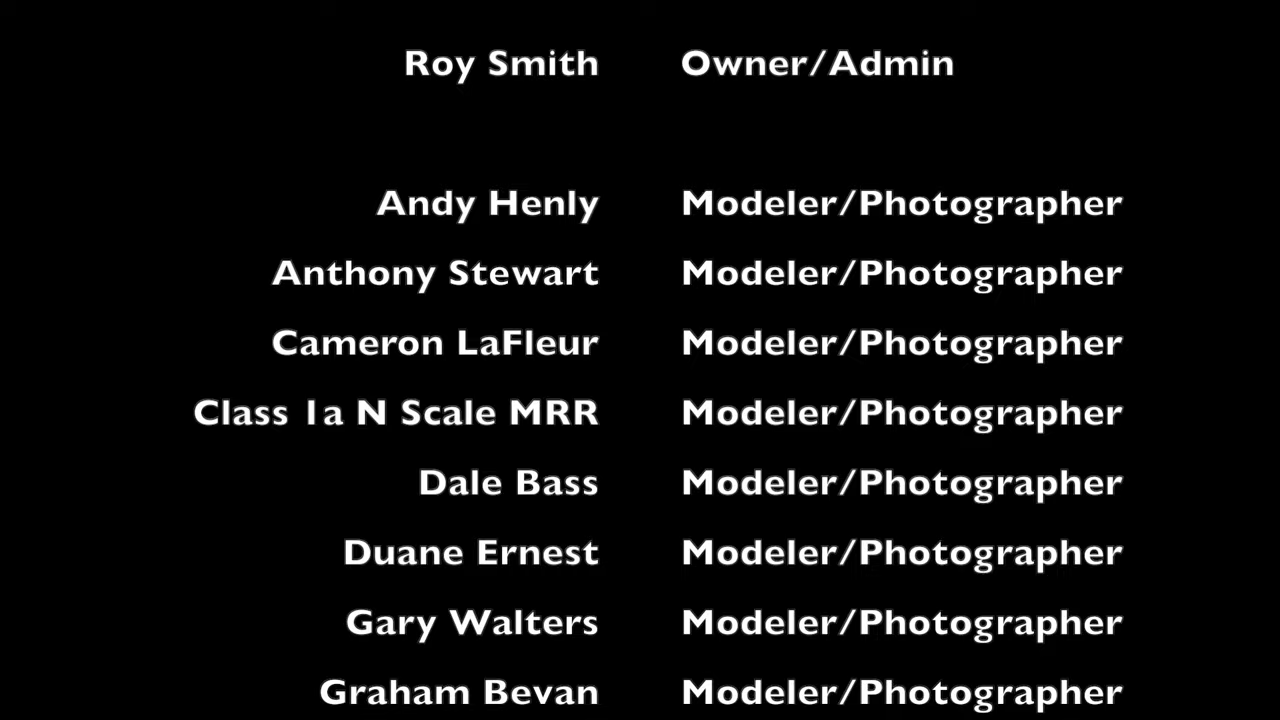 Roy Smith Owner/Admin
Andy Henly Modeler/Photographer
Anthony Stewart Modeler/Photographer
Cameron LaFleur Modeler/Photographer
Class 1a N Scale MRR Modeler/Photographer
Dale Bass Modeler/Photographer
Duane Ernest Modeler/Photographer
Gary Walters Modeler/Photographer
Graham Bevan Modeler/Photographer